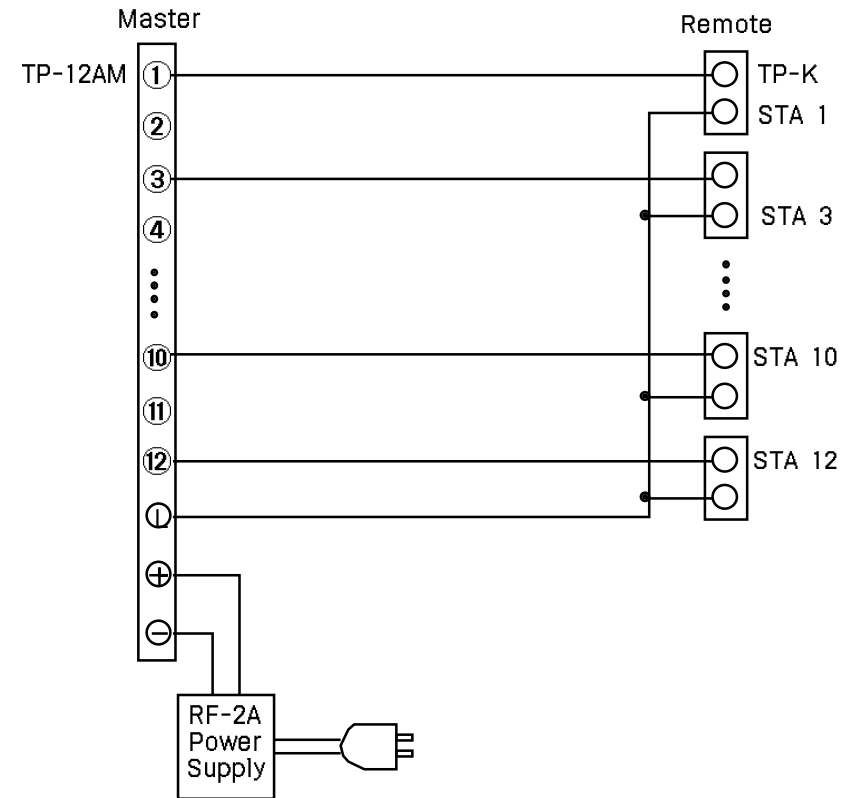 Master
Remote
TP-12AM
1
TP-K
STA 1
2
3
STA 3
4
10
STA 10
11
12
STA 12
L
+
−
RF-2A
Power
Supply